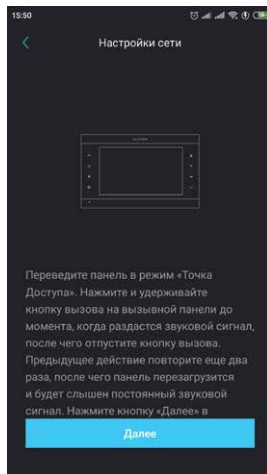 15:50
Настройки сети
Переведите панель в режим «Точка
Доступа». Нажмите и удерживайте
кнопку вызова на вызывной панели до
момента, когда раздастся звуковой сигнал,
после чего отпустите кнопку вызова.
Предыдущее действие повторите еще два
раза, после чего панель перезагрузится
и будет слышен постоянный звуковой
сигнал. Нажмите кнопку «Далее» в
Далее